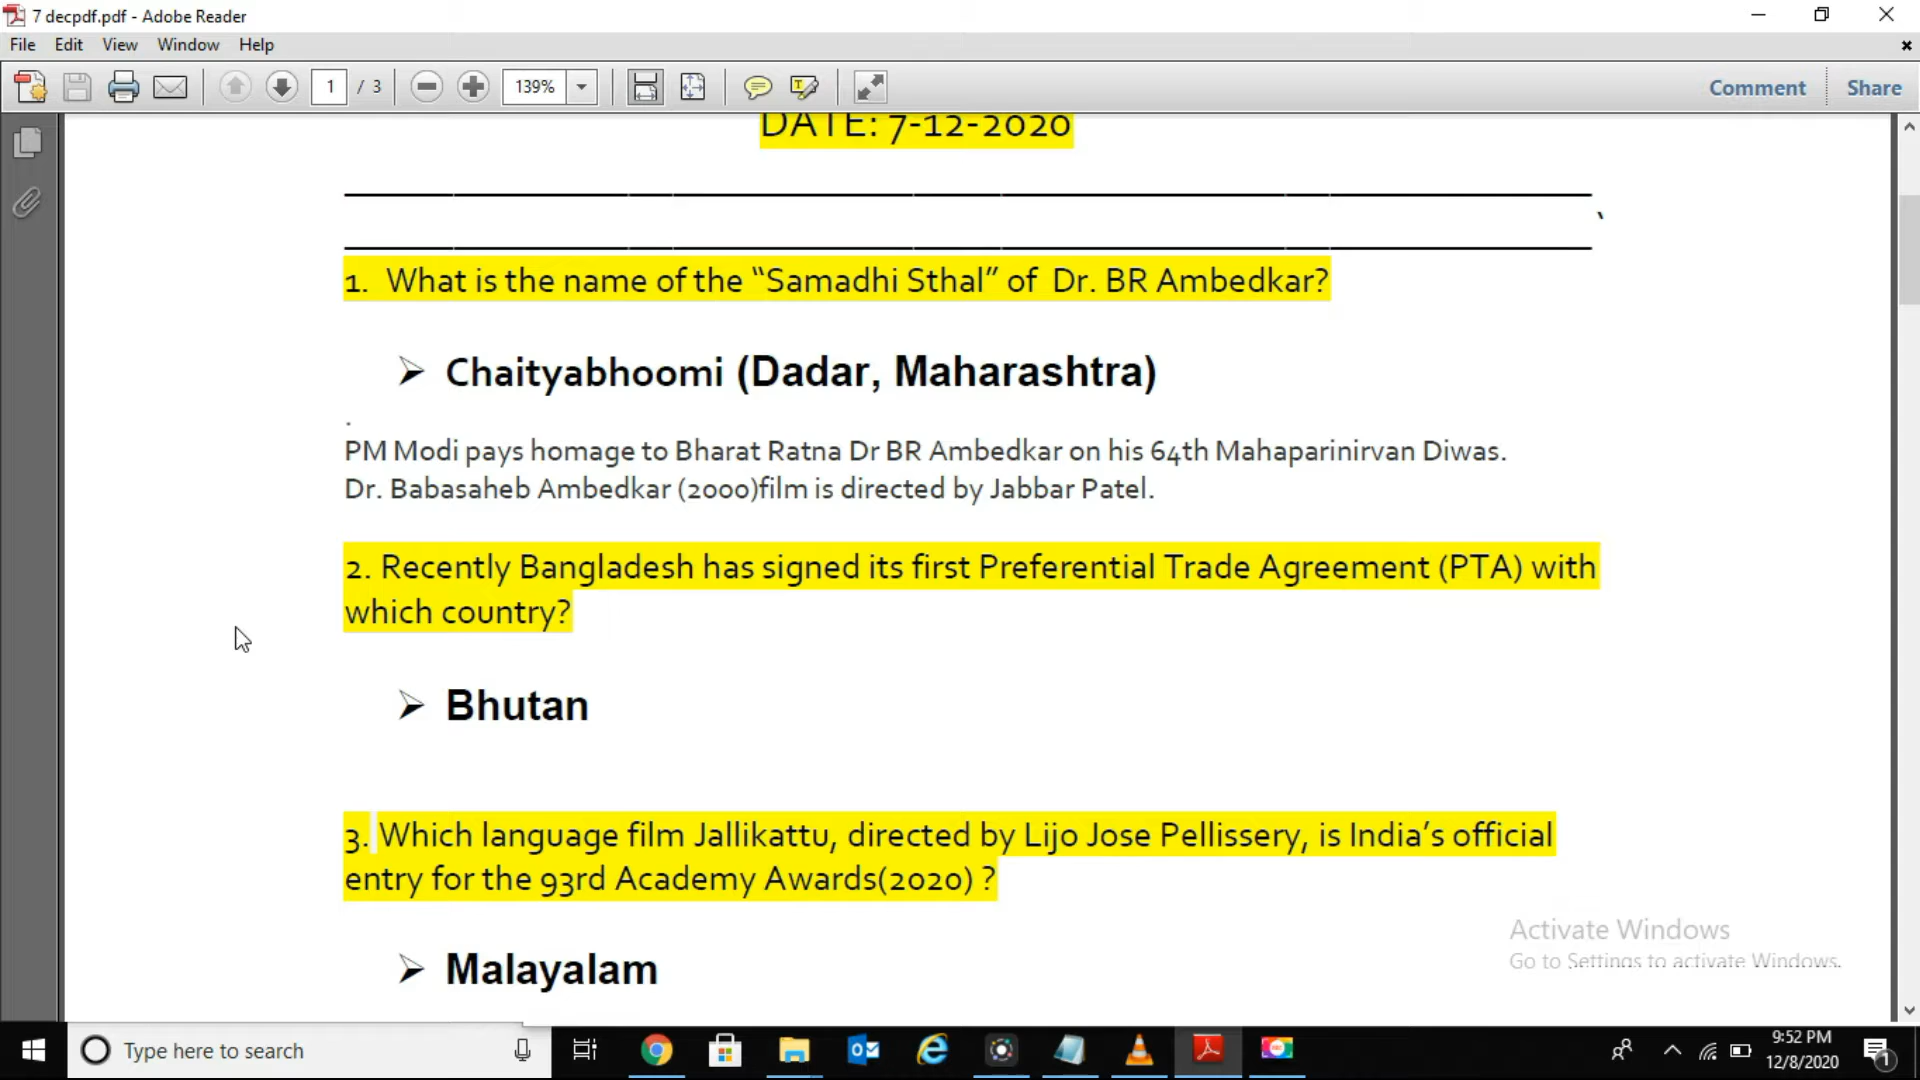 7 decpdf.pdf - Adobe Reader
File Edit View Window Help
1 / 3 139% Comment Share
DATE: 7-12-2020
1. What is the name of the “Samadhi Sthal” of Dr. BR Ambedkar?
➢ Chaityabhoomi (Dadar, Maharashtra)
.
PM Modi pays homage to Bharat Ratna Dr BR Ambedkar on his 64th Mahaparinirvan Diwas.
Dr. Babasaheb Ambedkar (2000)film is directed by Jabbar Patel.
2. Recently Bangladesh has signed its first Preferential Trade Agreement (PTA) with
which country?
➢ Bhutan
3. Which language film Jallikattu, directed by Lijo Jose Pellissery, is India’s official
entry for the 93rd Academy Awards(2020) ?
➢ Malayalam
Activate Windows
Go to Settings to activate Windows.
Type here to search
9:52 PM
12/8/2020
1